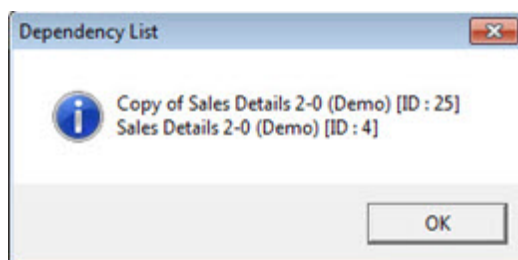 Dependency List
Copy of Sales Details 2-0 (Demo) [ID : 25]
Sales Details 2-0 (Demo) [ID : 4]
OK